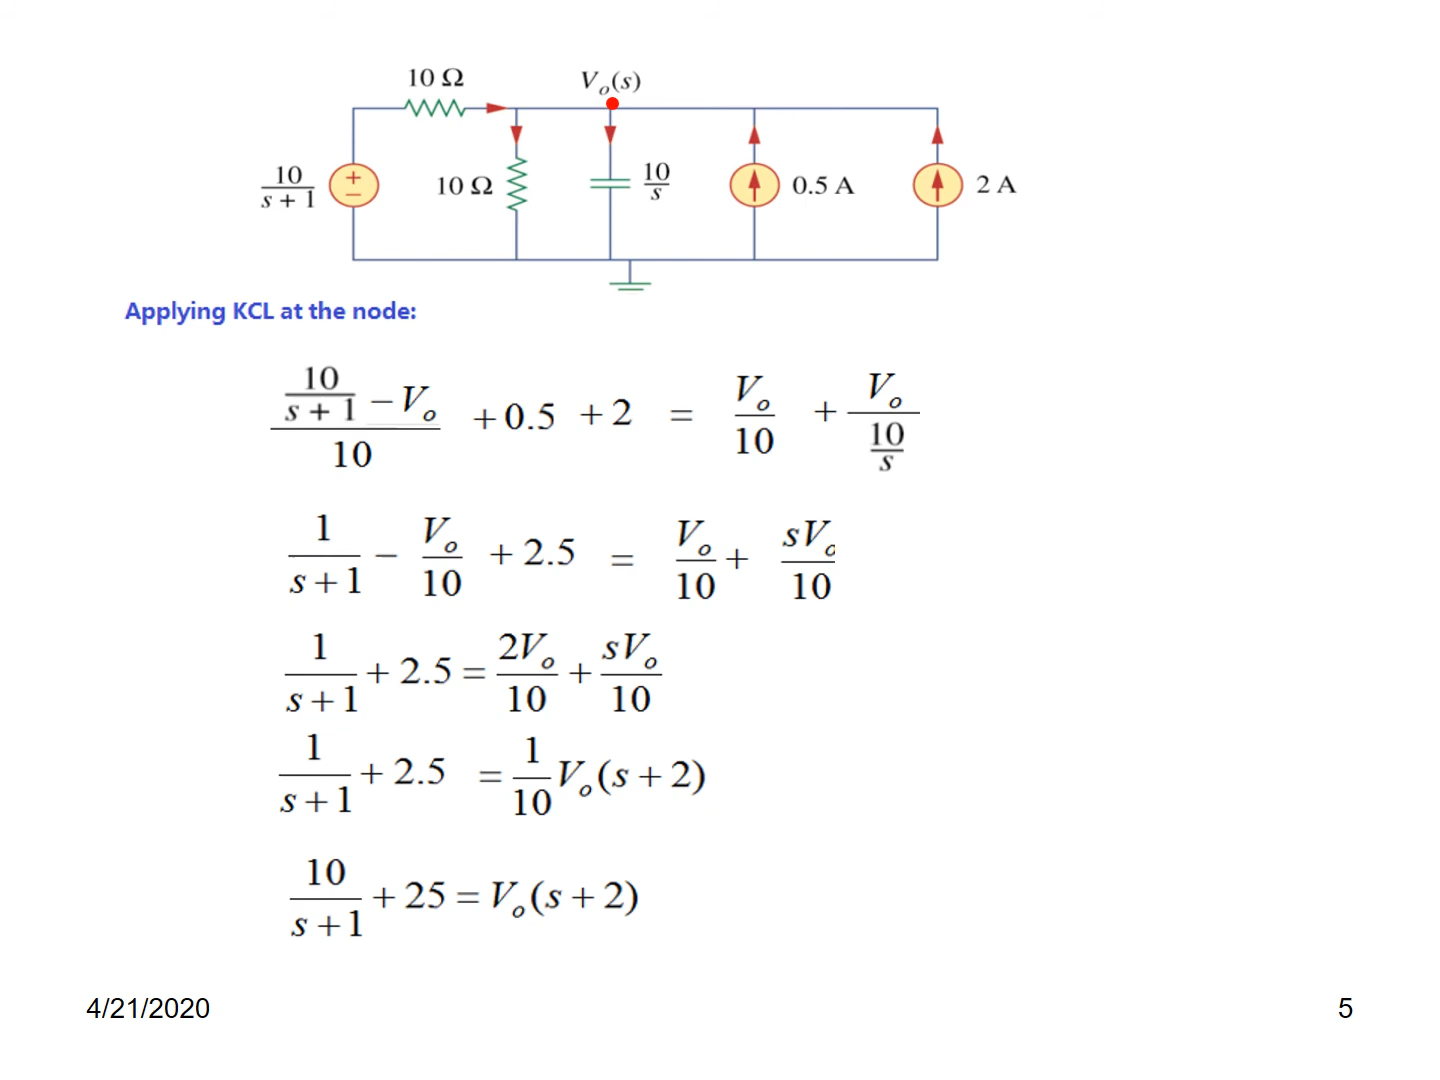 10 Ω
V_o(s)
10/(s + 1)
+
−
10 Ω
10/s
0.5 A
2 A
Applying KCL at the node:
(10/(s + 1) − V_o)/10 + 0.5 + 2 = V_o/10 + V_o/(10/s)
1/(s + 1) − V_o/10 + 2.5 = V_o/10 + sV_o/10
1/(s + 1) + 2.5 = 2V_o/10 + sV_o/10
1/(s + 1) + 2.5 = 1/10 V_o(s + 2)
10/(s + 1) + 25 = V_o(s + 2)
4/21/2020
5